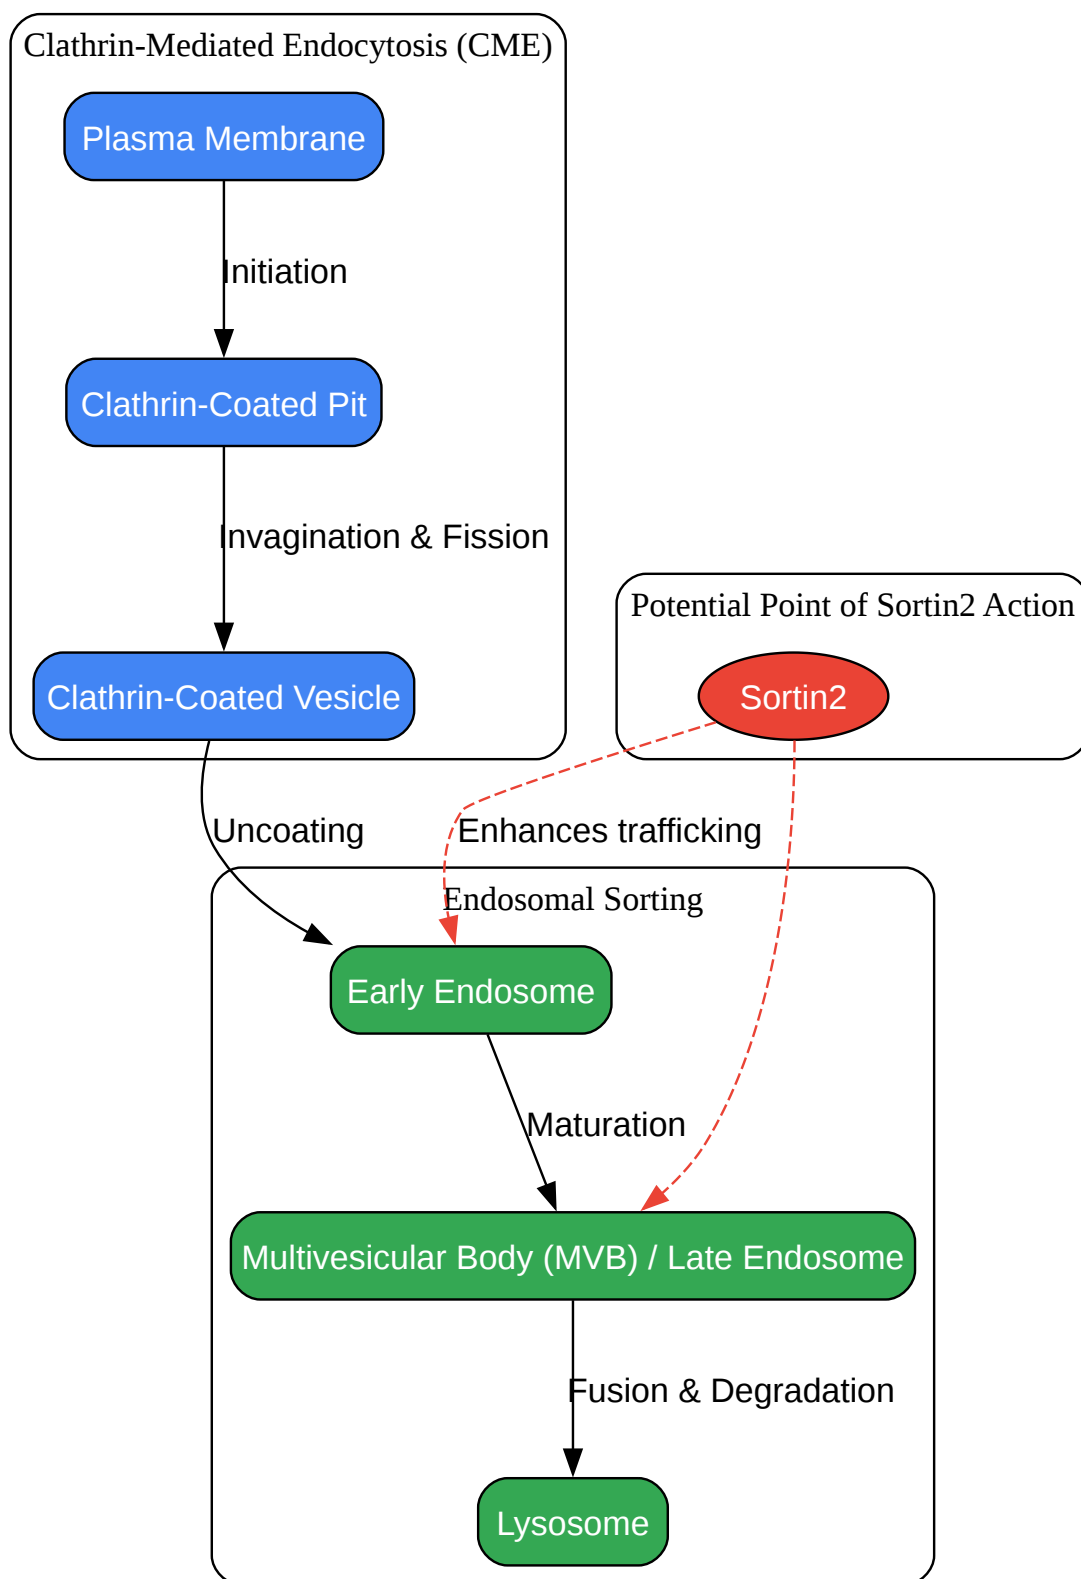 Clathrin-Mediated Endocytosis (CME)
Plasma Membrane
Initiation
Clathrin-Coated Pit
Invagination & Fission
Clathrin-Coated Vesicle
Potential Point of Sortin2 Action
Sortin2
Uncoating
Enhances trafficking
Endosomal Sorting
Early Endosome
Maturation
Multivesicular Body (MVB) / Late Endosome
Fusion & Degradation
Lysosome